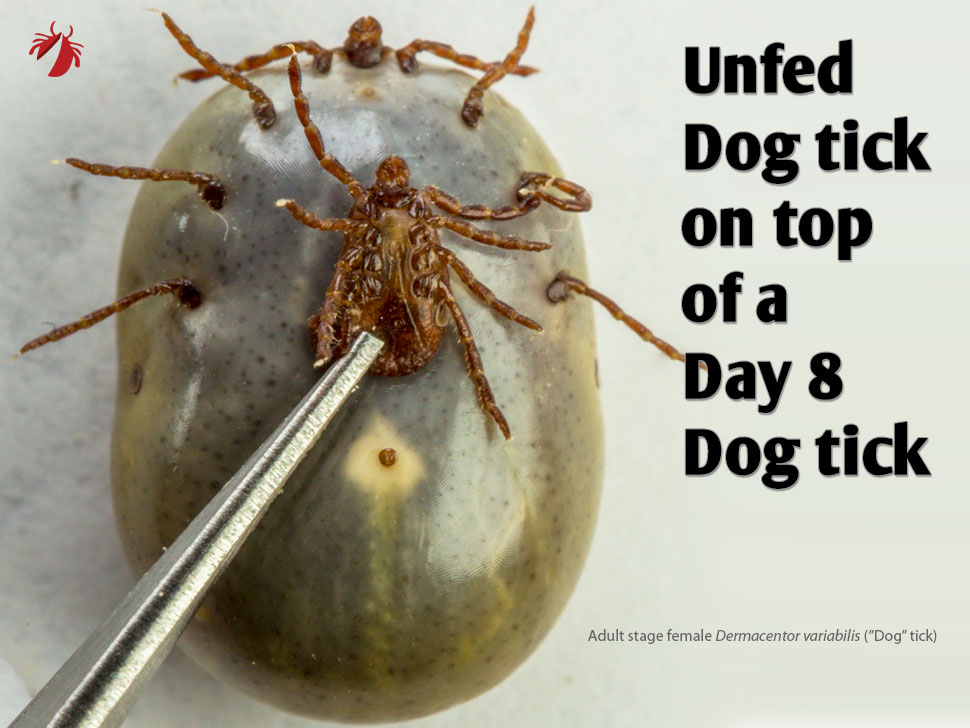 Unfed
Dog tick
on top
of a
Day 8
Dog tick
Adult stage female Dermacentor variabilis ("Dog" tick)